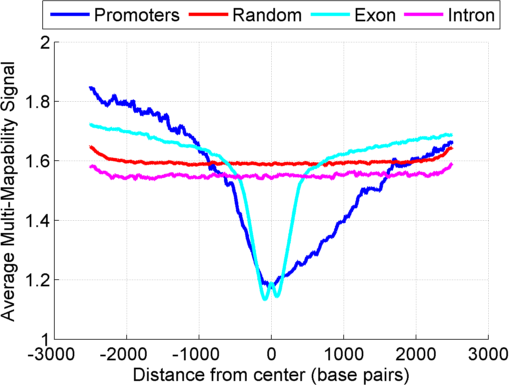 Promoters Random Exon Intron
Average Multi-Mapability Signal
2
1.8
1.6
1.4
1.2
1
-3000 -2000 -1000 0 1000 2000 3000
Distance from center (base pairs)